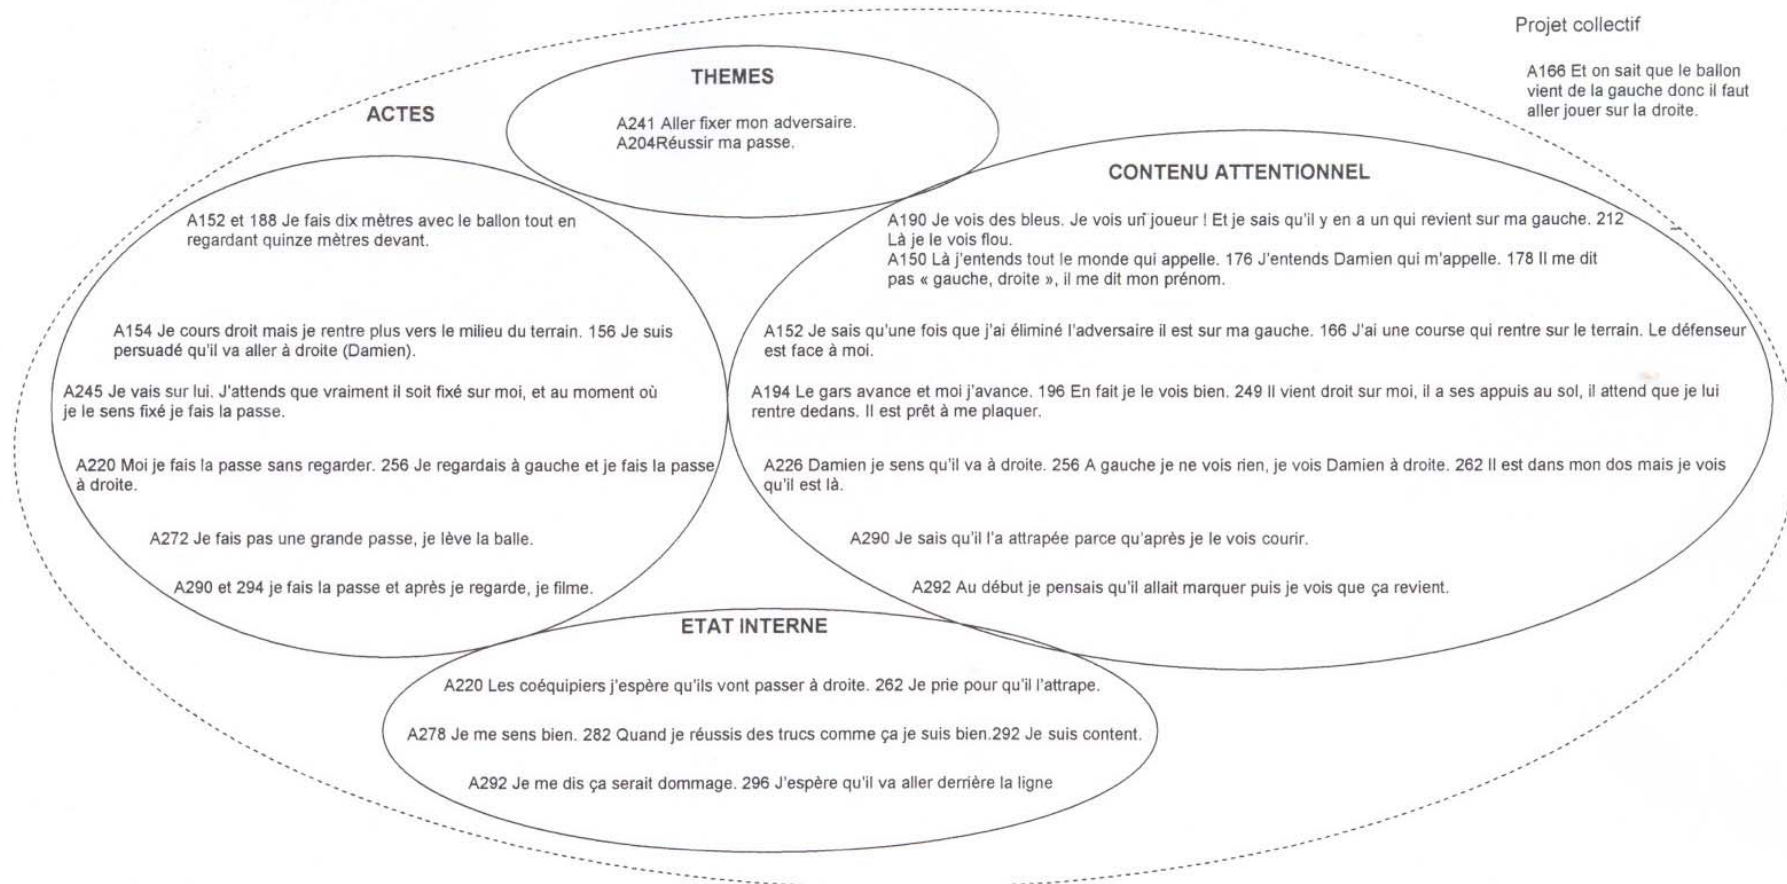 Projet collectif
A166 Et on sait que le ballon
vient de la gauche donc il faut
aller jouer sur la droite.
THEMES
A241 Aller fixer mon adversaire.
A204Réussir ma passe.
ACTES
A152 et 188 Je fais dix mètres avec le ballon tout en
regardant quinze mètres devant.
A154 Je cours droit mais je rentre plus vers le milieu du terrain. 156 Je suis
persuadé qu'il va aller à droite (Damien).
A245 Je vais sur lui. J'attends que vraiment il soit fixé sur moi, et au moment où
je le sens fixé je fais la passe.
A220 Moi je fais la passe sans regarder. 256 Je regardais à gauche et je fais la passe
à droite.
A272 Je fais pas une grande passe, je lève la balle.
A290 et 294 je fais la passe et après je regarde, je filme.
CONTENU ATTENTIONNEL
A190 Je vois des bleus. Je vois un joueur ! Et je sais qu'il y en a un qui revient sur ma gauche. 212
Là je le vois flou.
A150 Là j'entends tout le monde qui appelle. 176 J'entends Damien qui m'appelle. 178 Il me dit
pas « gauche, droite », il me dit mon prénom.
A152 Je sais qu'une fois que j'ai éliminé l'adversaire il est sur ma gauche. 166 J'ai une course qui rentre sur le terrain. Le défenseur
est face à moi.
A194 Le gars avance et moi j'avance. 196 En fait je le vois bien. 249 Il vient droit sur moi, il a ses appuis au sol, il attend que je lui
rentre dedans. Il est prêt à me plaquer.
A226 Damien je sens qu'il va à droite. 256 A gauche je ne vois rien, je vois Damien à droite. 262 Il est dans mon dos mais je vois
qu'il est là.
A290 Je sais qu'il l'a attrapée parce qu'après je le vois courir.
A292 Au début je pensais qu'il allait marquer puis je vois que ça revient.
ETAT INTERNE
A220 Les coéquipiers j'espère qu'ils vont passer à droite. 262 Je prie pour qu'il l'attrape.
A278 Je me sens bien. 282 Quand je réussis des trucs comme ça je suis bien.292 Je suis content.
A292 Je me dis ça serait dommage. 296 J'espère qu'il va aller derrière la ligne